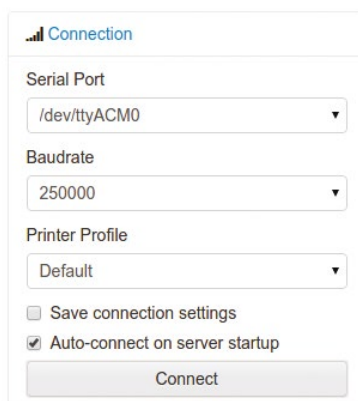 Connection
Serial Port
/dev/ttyACM0
Baudrate
250000
Printer Profile
Default
Save connection settings
Auto-connect on server startup
Connect